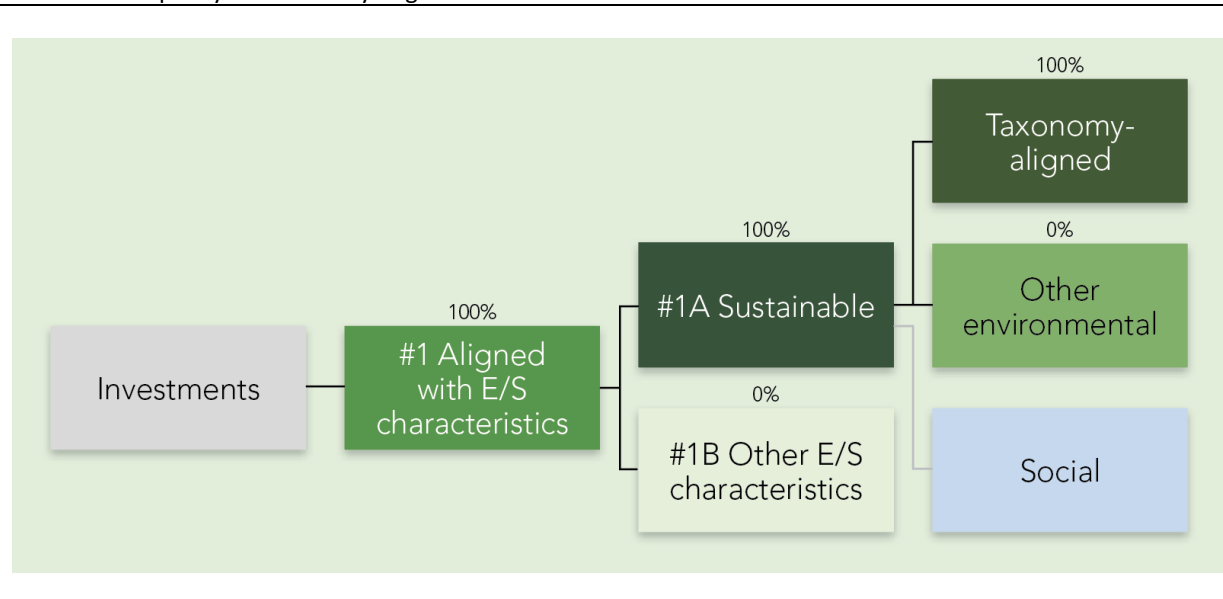 Investments
100%
#1 Aligned
with E/S
characteristics
100%
#1A Sustainable
0%
#1B Other E/S
characteristics
100%
Taxonomy-
aligned
0%
Other
environmental
Social